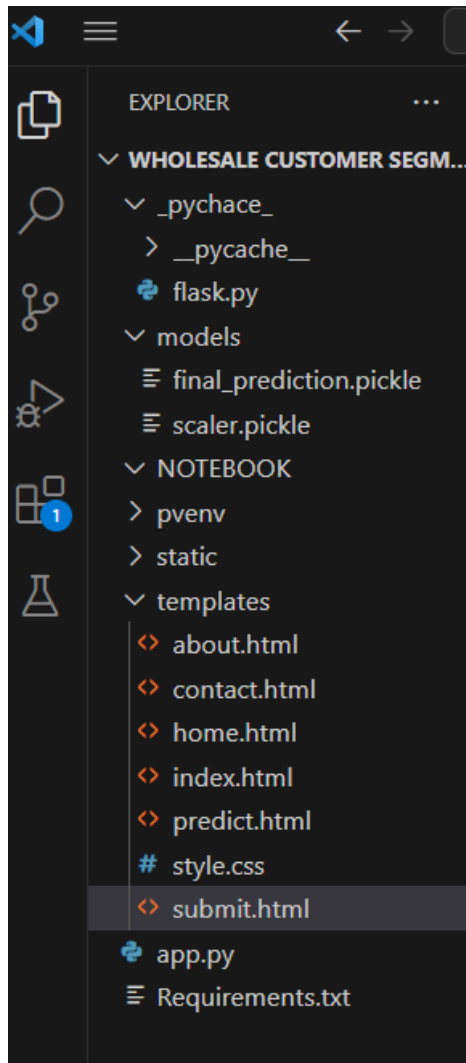 EXPLORER ...
WHOLESALE CUSTOMER SEGM...
_pychace_
__pycache__
flask.py
models
final_prediction.pickle
scaler.pickle
NOTEBOOK
1
pvenv
static
templates
about.html
contact.html
home.html
index.html
predict.html
# style.css
submit.html
app.py
Requirements.txt